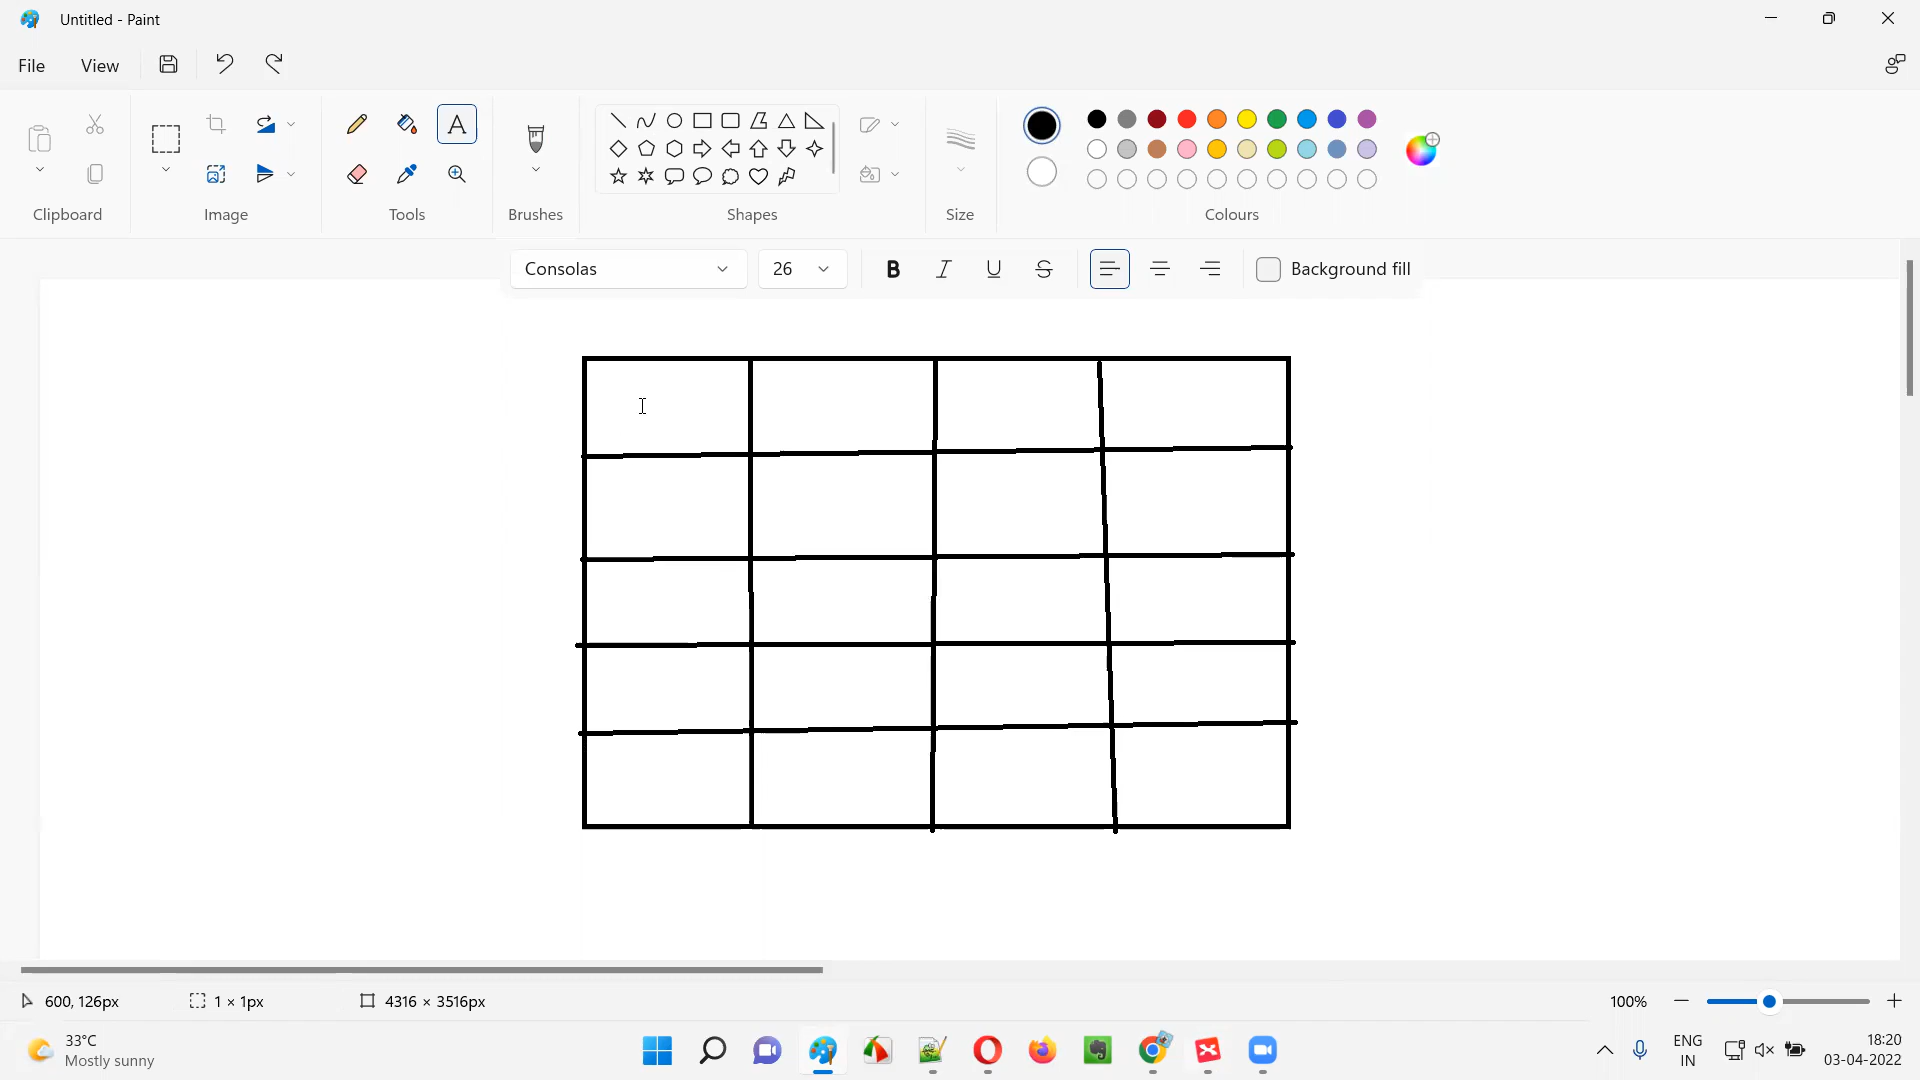 Untitled - Paint
File View
Clipboard
Image
Tools
Brushes
Shapes
Size
Colours
Consolas 26 B I U S Background fill
600, 126px 1 × 1px 4316 × 3516px 100%
33°C
Mostly sunny
ENG
IN
18:20
03-04-2022